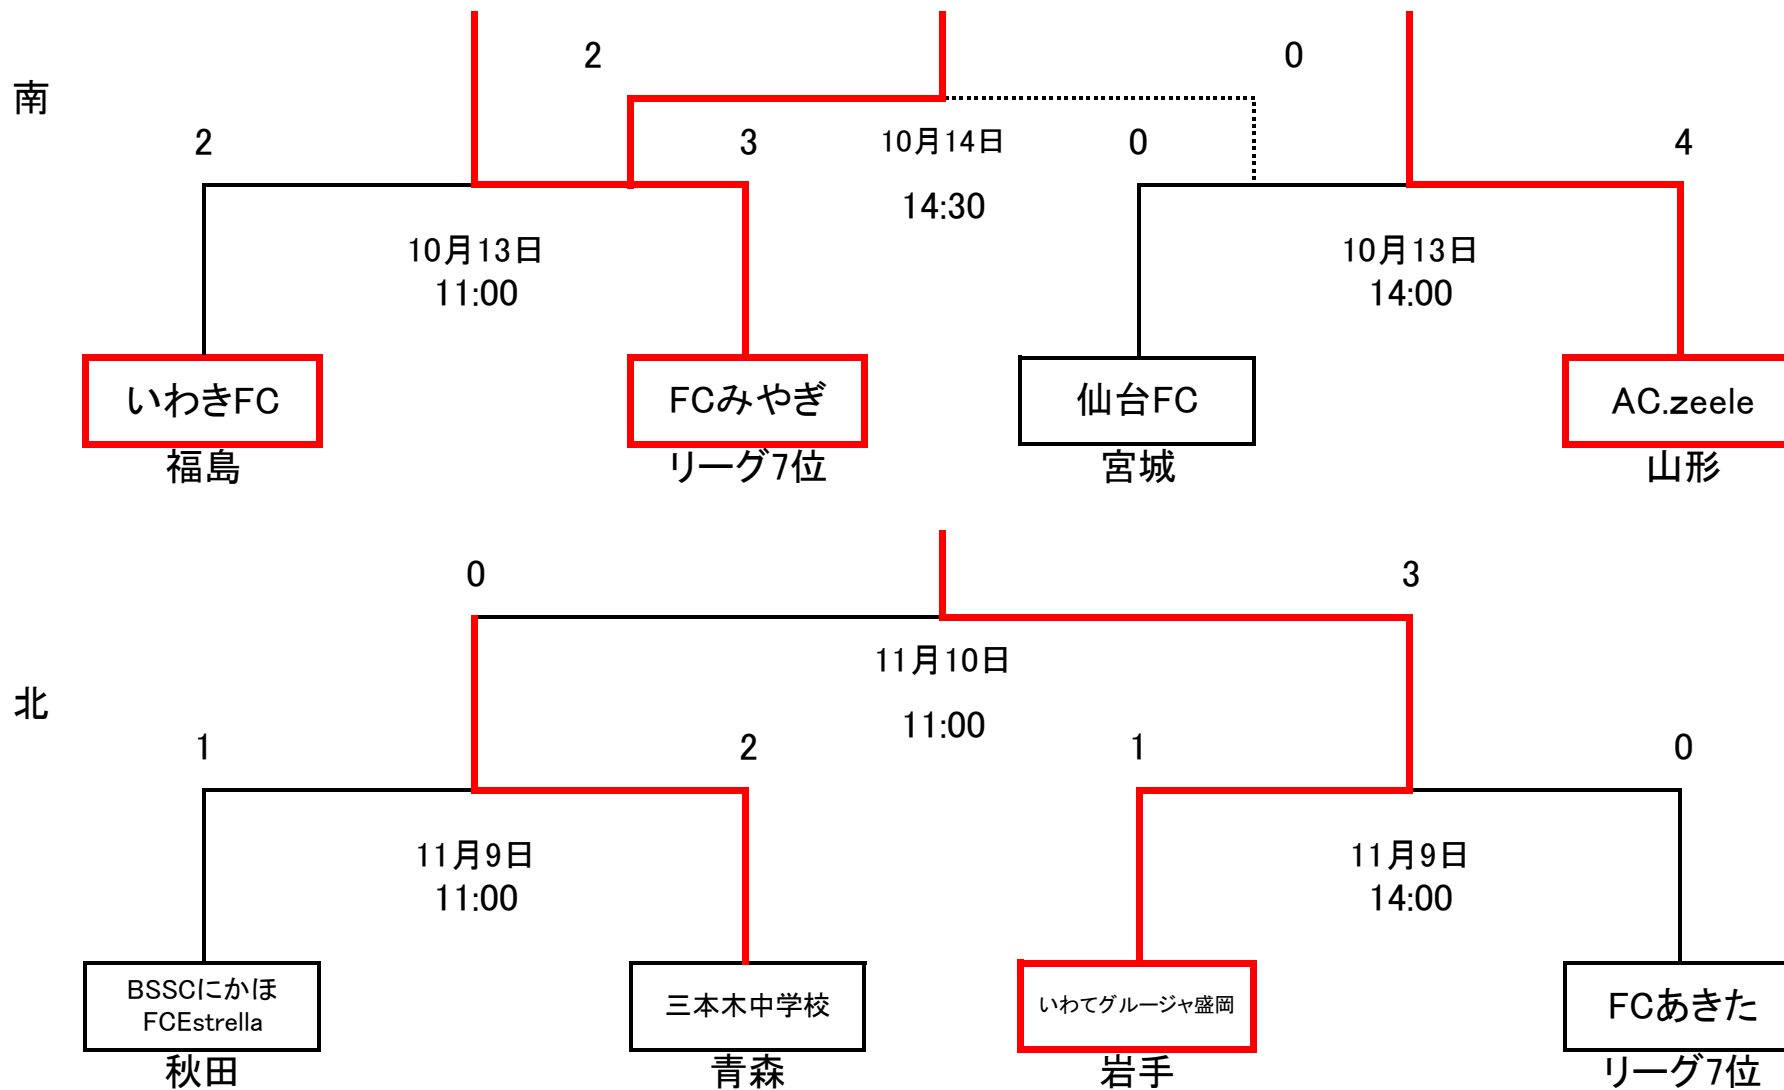 2
0
南
2
3
10月14日
0
4
14:30
10月13日
11:00
10月13日
14:00
いわきFC
FCみやぎ
仙台FC
AC.zeele
福島
リーグ7位
宮城
山形
0
3
11月10日
北
11:00
1
2
1
0
11月9日
11:00
11月9日
14:00
BSSCにかほ
FCEstrella
三本木中学校
いわてグルージャ盛岡
FCあきた
秋田
青森
岩手
リーグ7位